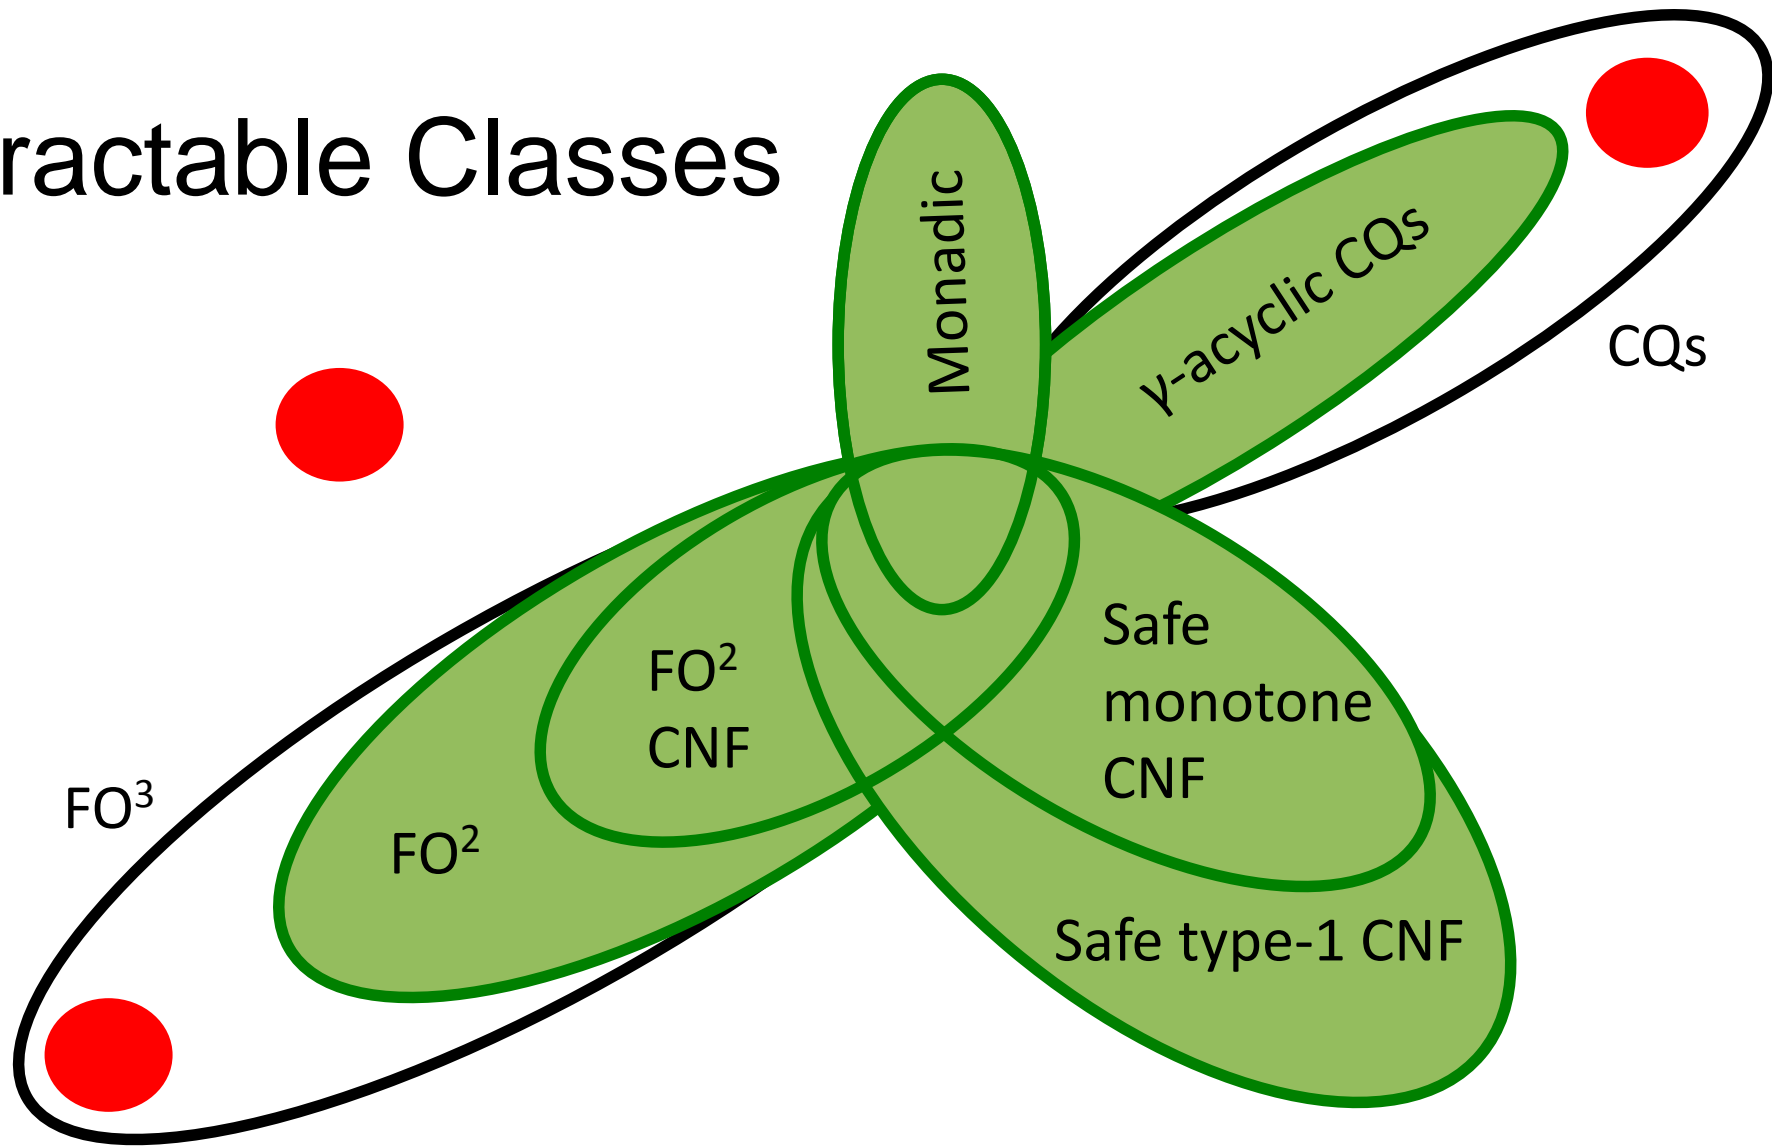 ractable Classes
Monadic
γ-acyclic CQs
CQs
FO²
CNF
Safe
monotone
CNF
FO³
FO²
Safe type-1 CNF